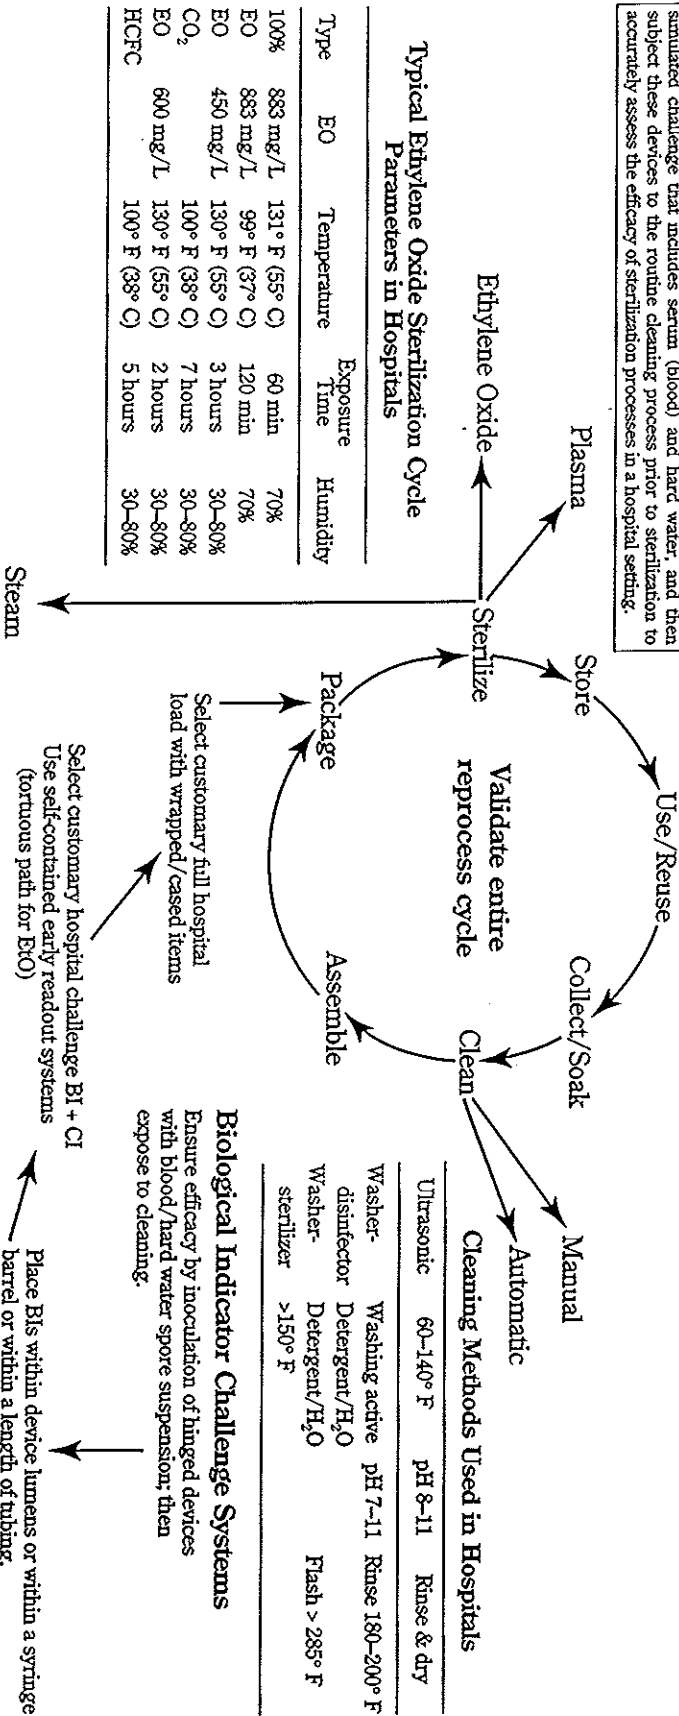 simulated challenge that includes serum (blood) and hard water, and then
subject these devices to the routine cleaning process prior to sterilization to
accurately assess the efficacy of sterilization processes in a hospital setting.
Plasma
Ethylene Oxide
Sterilize
Store
Use/Reuse
Collect/Soak
Clean
Manual
Automatic
Assemble
Package
Steam
Validate entire
reprocess cycle
Typical Ethylene Oxide Sterilization Cycle
Parameters in Hospitals
Exposure
Type EO Temperature Time Humidity
100% 883 mg/L 131° F (55° C) 60 min 70%
EO 883 mg/L 99° F (37° C) 120 min 70%
EO 450 mg/L 130° F (55° C) 3 hours 30–80%
CO₂ 100° F (38° C) 7 hours 30–80%
EO 600 mg/L 130° F (55° C) 2 hours 30–80%
HCFC 100° F (38° C) 5 hours 30–80%
Cleaning Methods Used in Hospitals
Ultrasonic 60–140° F pH 8–11 Rinse & dry
Washer- Washing active pH 7–11 Rinse 180–200° F
disinfector Detergent/H₂O
Washer- Detergent/H₂O Flash > 285° F
sterilizer >150° F
Biological Indicator Challenge Systems
Ensure efficacy by inoculation of hinged devices
with blood/hard water spore suspension; then
expose to cleaning.
Place BIs within device lumens or within a syringe
barrel or within a length of tubing.
Select customary hospital challenge BI + CI
Use self-contained early readout systems
(tortuous path for EtO)
Select customary full hospital
load with wrapped/cased items